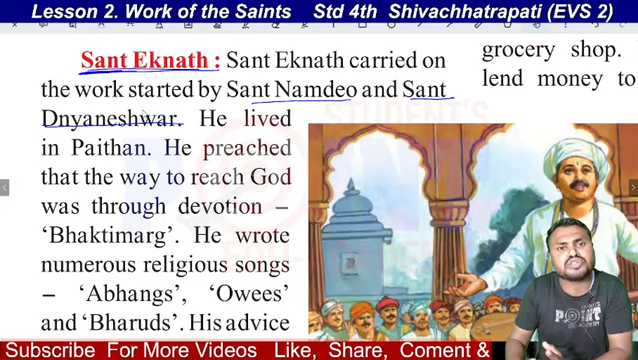 Lesson 2. Work of the Saints Std 4th Shivachhatrapati (EVS 2)
Sant Eknath : Sant Eknath carried on
the work started by Sant Namdeo and Sant
Dnyaneshwar. He lived
in Paithan. He preached
that the way to reach God
was through devotion –
‘Bhaktimarg’. He wrote
numerous religious songs
– ‘Abhangs’, ‘Owees’
and ‘Bharuds’. His advice
grocery shop.
lend money to
STUDENT'S
POINT
Subscribe For More Videos Like, Share, Coment &